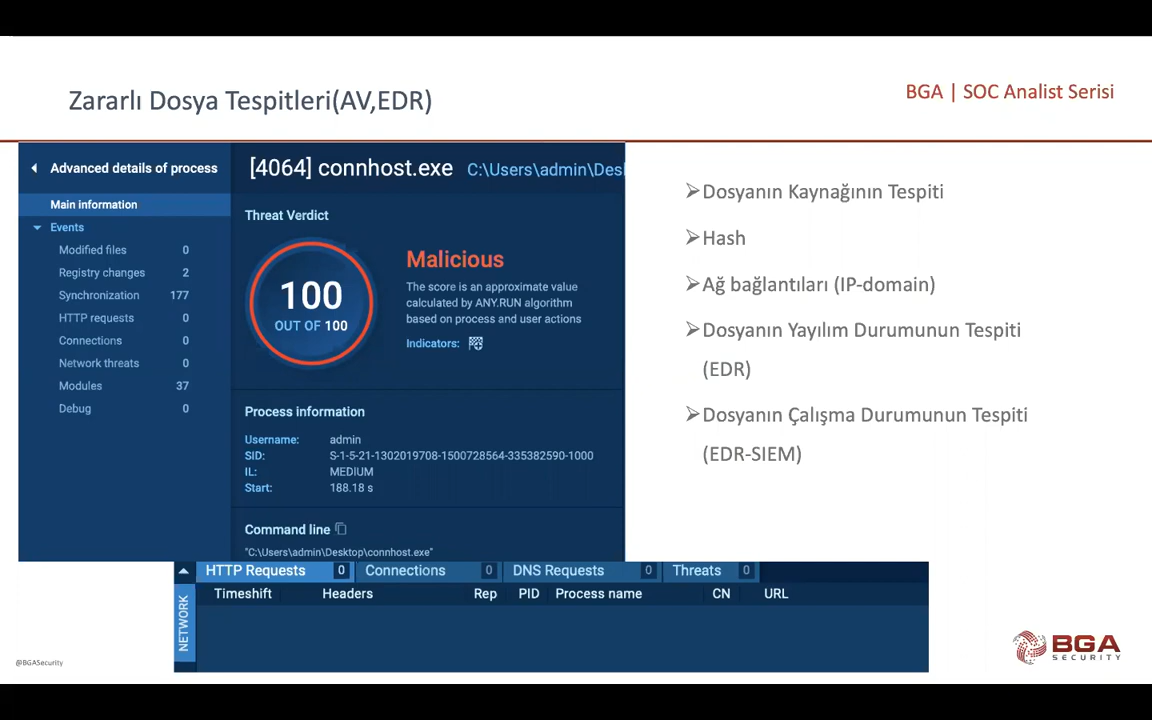 Zararlı Dosya Tespitleri(AV,EDR)
BGA | SOC Analist Serisi
Advanced details of process
Main information
Events
Modified files 0
Registry changes 2
Synchronization 177
HTTP requests 0
Connections 0
Network threats 0
Modules 37
Debug 0
[4064] connhost.exe C:\Users\admin\Des
Threat Verdict
100
OUT OF 100
Malicious
The score is an approximate value
calculated by ANY.RUN algorithm
based on process and user actions
Indicators:
Process information
Username: admin
SID: S-1-5-21-1302019708-1500728564-335382590-1000
IL: MEDIUM
Start: 188.18 s
Command line
"C:\Users\admin\Desktop\connhost.exe"
➢Dosyanın Kaynağının Tespiti
➢Hash
➢Ağ bağlantıları (IP-domain)
➢Dosyanın Yayılım Durumunun Tespiti
(EDR)
➢Dosyanın Çalışma Durumunun Tespiti
(EDR-SIEM)
HTTP Requests 0 Connections 0 DNS Requests 0 Threats 0
NETWORK
Timeshift Headers Rep PID Process name CN URL
@BGASecurity
BGA
SECURITY